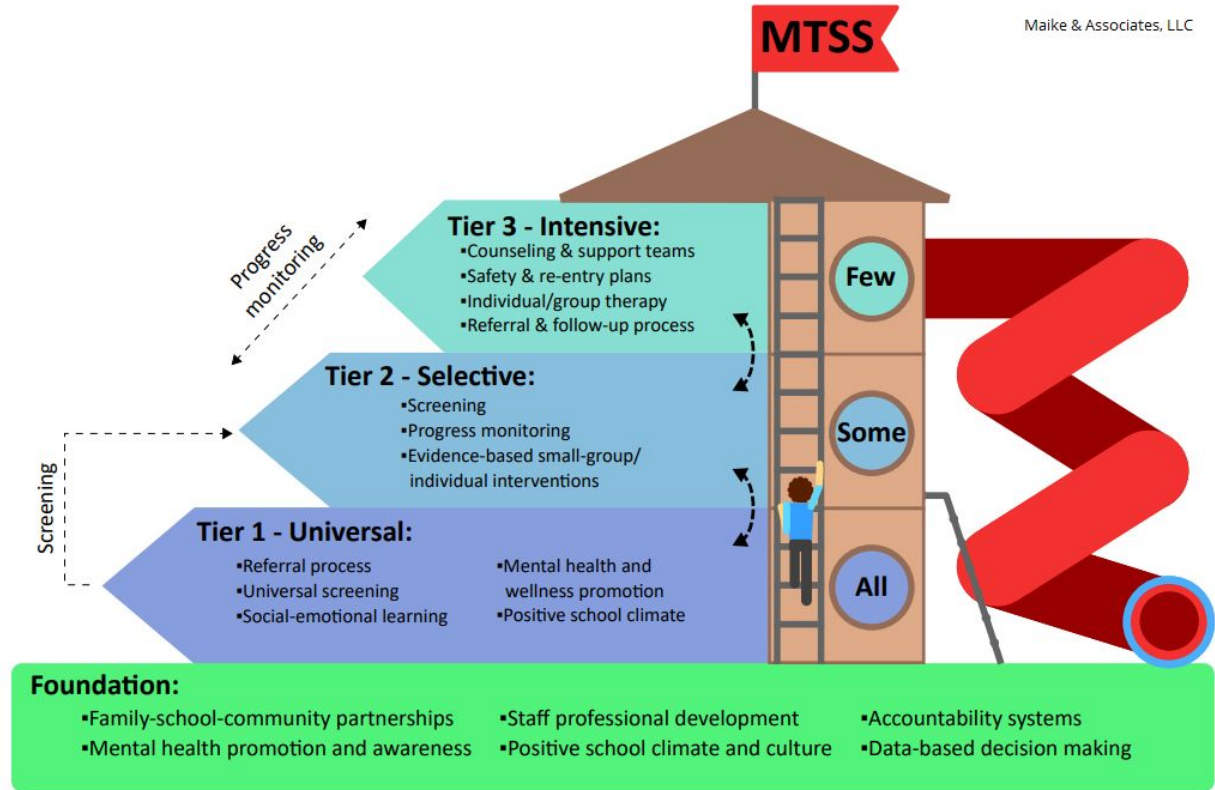 MTSS
Maike & Associates, LLC
Tier 3 - Intensive:
▪Counseling & support teams
▪Safety & re-entry plans
▪Individual/group therapy
▪Referral & follow-up process
Few
Progress
monitoring
Tier 2 - Selective:
▪Screening
▪Progress monitoring
▪Evidence-based small-group/
individual interventions
Some
Screening
Tier 1 - Universal:
▪Referral process
▪Universal screening
▪Social-emotional learning
▪Mental health and
wellness promotion
▪Positive school climate
All
Foundation:
▪Family-school-community partnerships
▪Mental health promotion and awareness
▪Staff professional development
▪Positive school climate and culture
▪Accountability systems
▪Data-based decision making